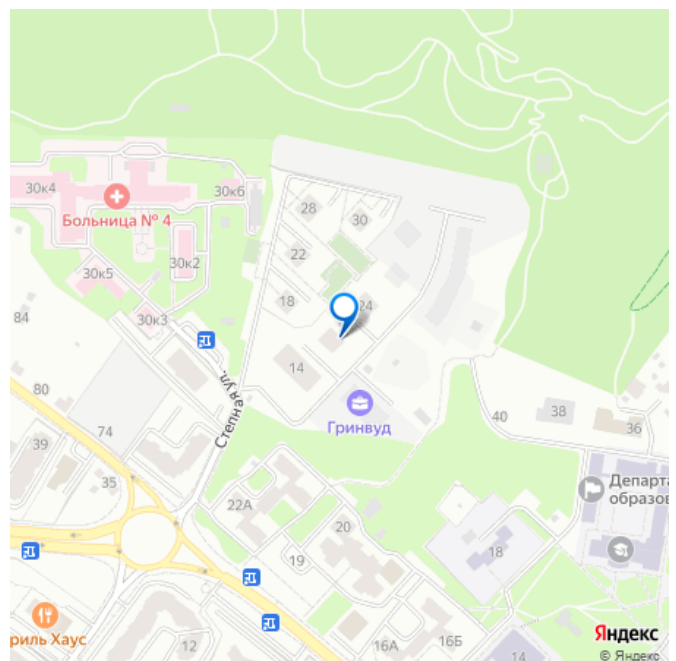 30к4
30к6
Больница № 4
28
30
30к2
22
30к5
18
24
30к3
84
14
Степная ул.
80
Гринвуд
74
40
38
36
39
35
Департа
образов
22А
20
18
19
риль Хаус
12
16А
16Б
14
Яндекс
© Яндекс